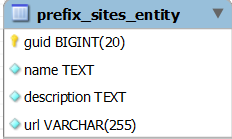 prefix_sites_entity
guid BIGINT(20)
name TEXT
description TEXT
url VARCHAR(255)